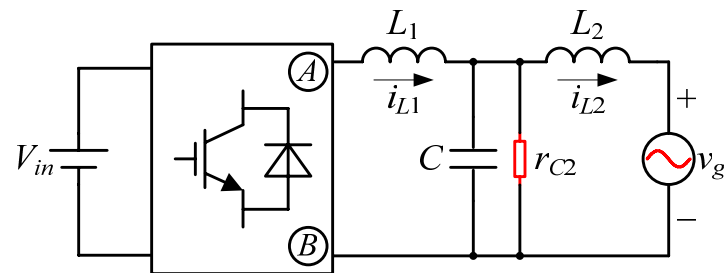 L1 L2
A
iL1 iL2 +
Vin C rC2 vg
B −